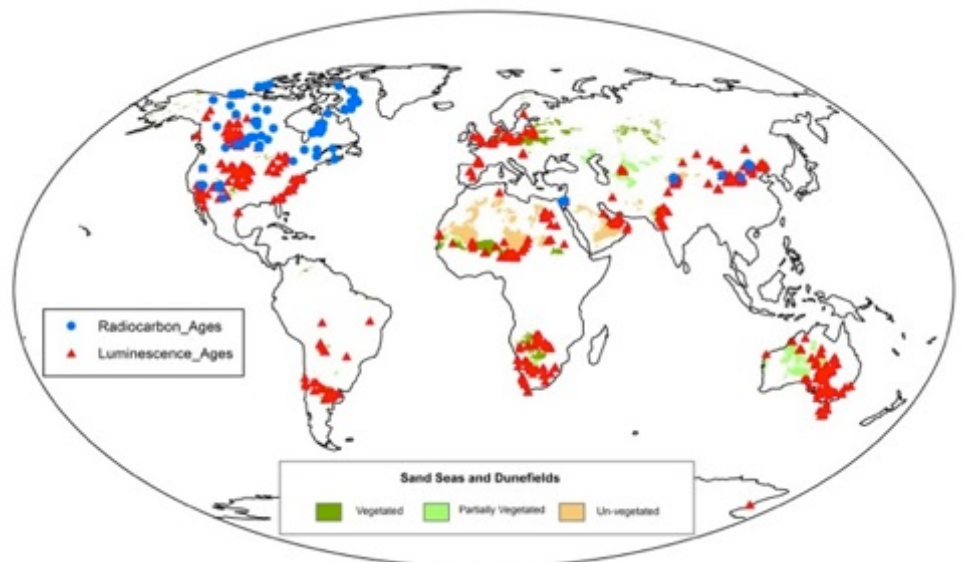 Radiocarbon_Ages
Luminescence_Ages
Sand Seas and Dunefields
Vegetated Partially Vegetated Un-vegetated